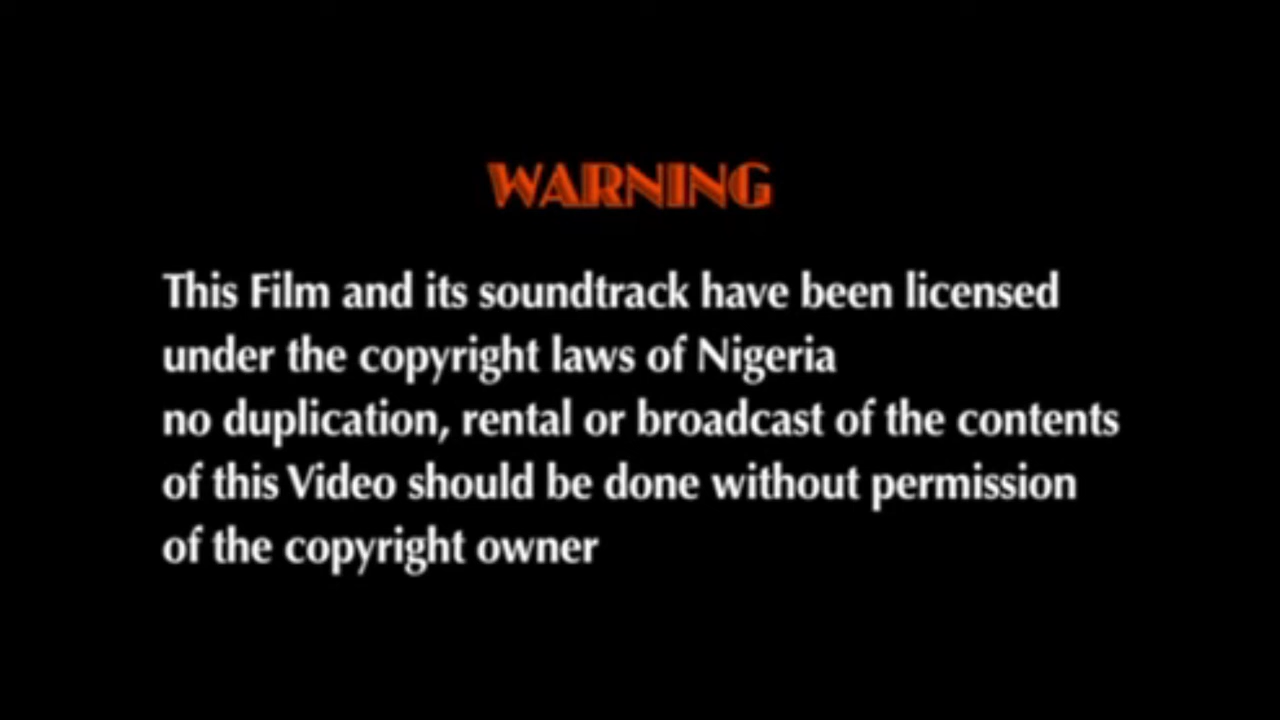 WARNING
This Film and its soundtrack have been licensed
under the copyright laws of Nigeria
no duplication, rental or broadcast of the contents
of this Video should be done without permission
of the copyright owner